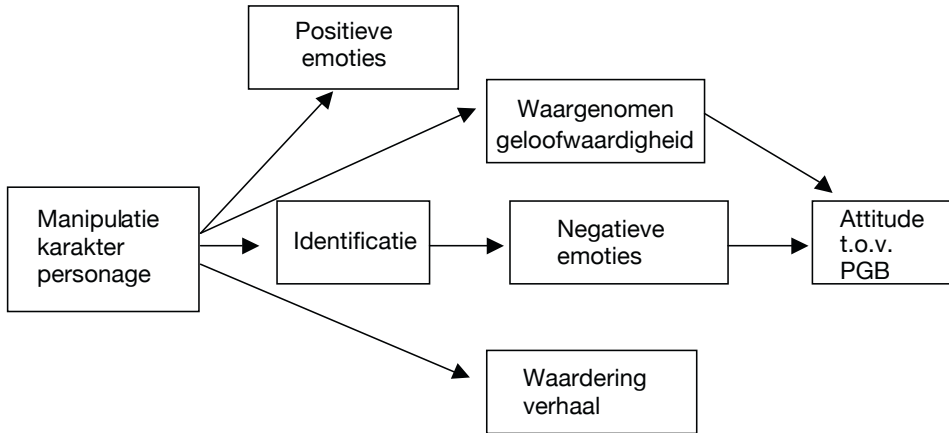 Positieve
emoties
Waargenomen
geloofwaardigheid
Manipulatie
karakter
personage
Identificatie
Negatieve
emoties
Attitude
t.o.v.
PGB
Waardering
verhaal